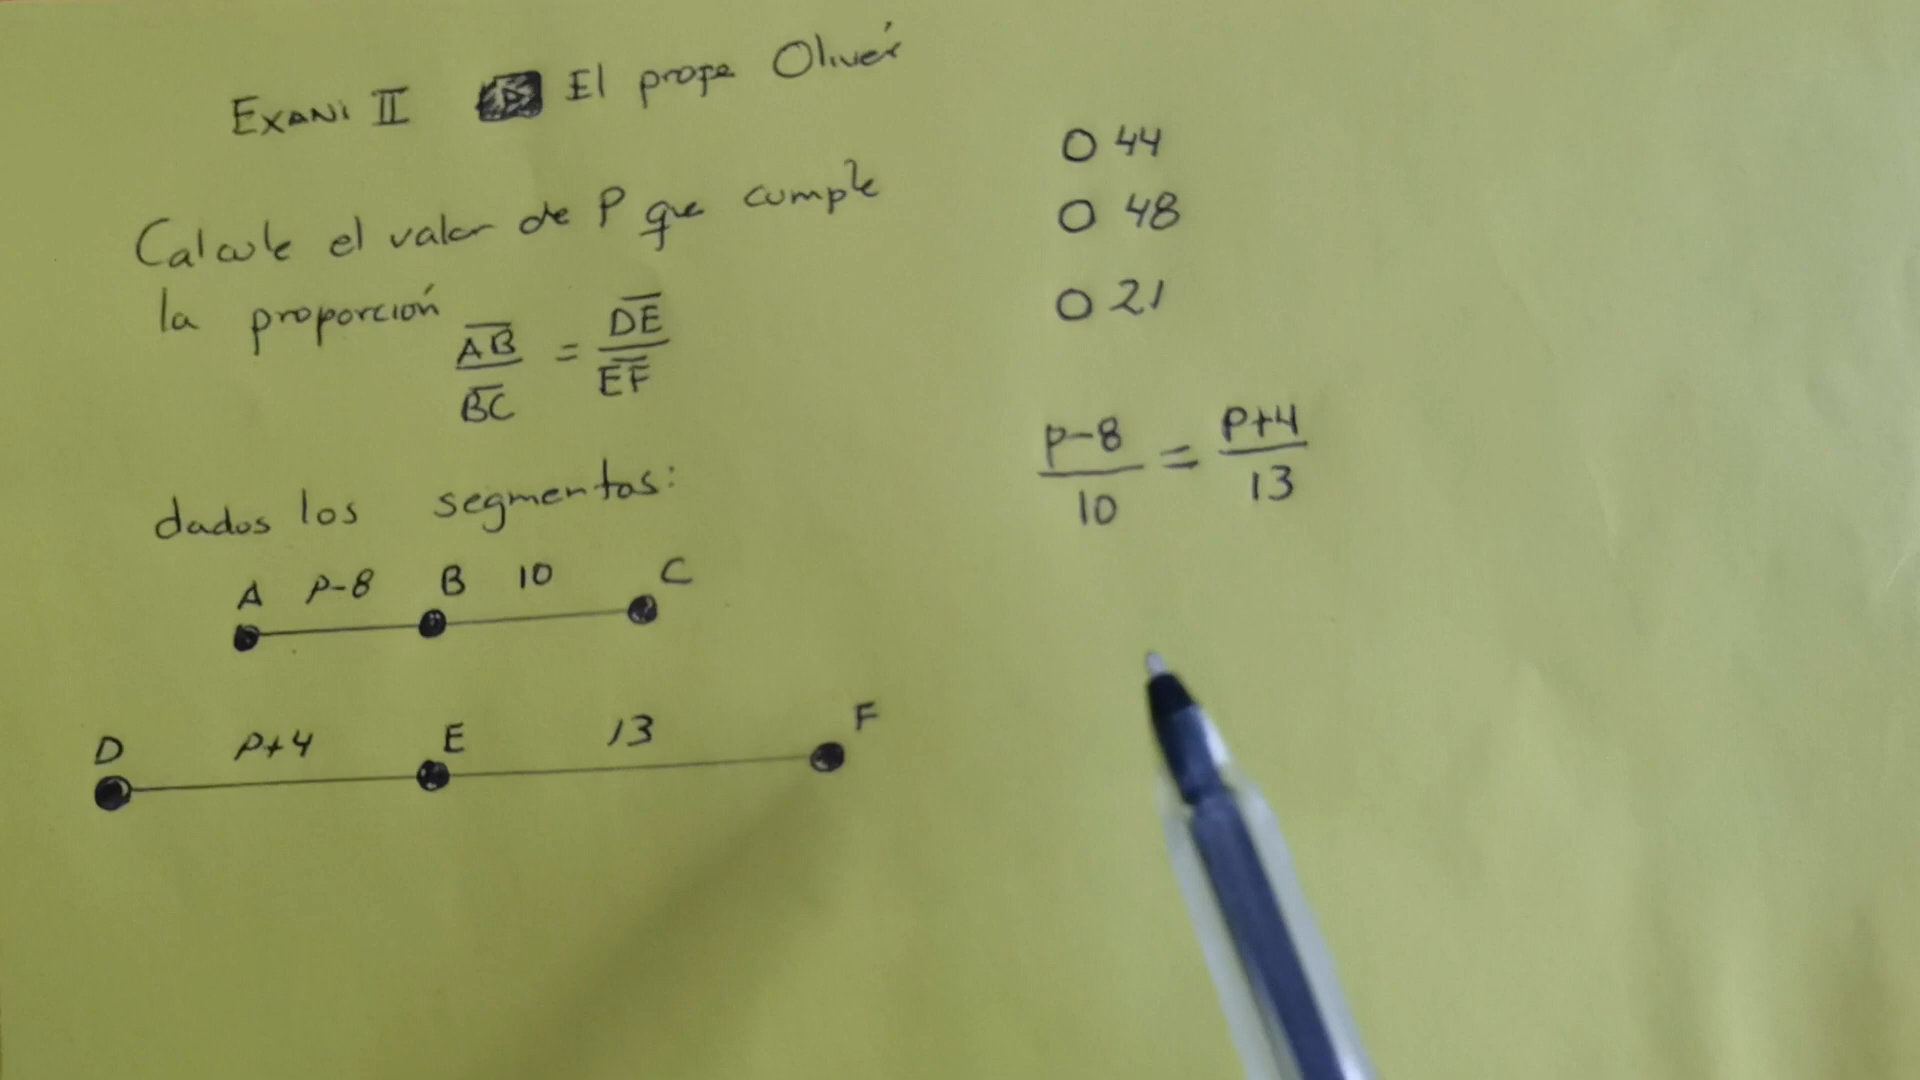 EXANI II El profe Oliver
Calcule el valor de P que cumple
la proporción
AB/BC = DE/EF
dados los segmentos:
A P-8 B 10 C
D P+4 E 13 F
O 44
O 48
O 21
P-8/10 = P+4/13